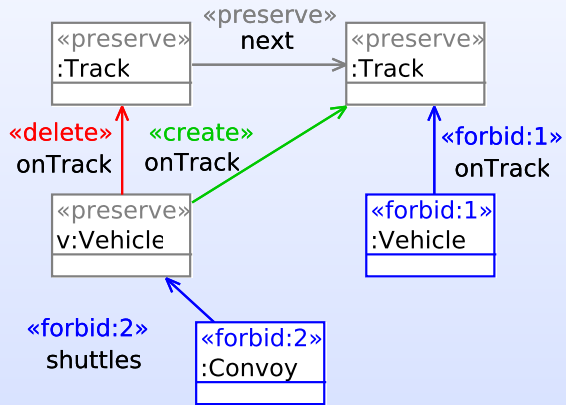 «preserve»
next
«preserve»
:Track
«preserve»
:Track
«delete»
onTrack
«create»
onTrack
«forbid:1»
onTrack
«preserve»
v:Vehicle
«forbid:1»
:Vehicle
«forbid:2»
shuttles
«forbid:2»
:Convoy